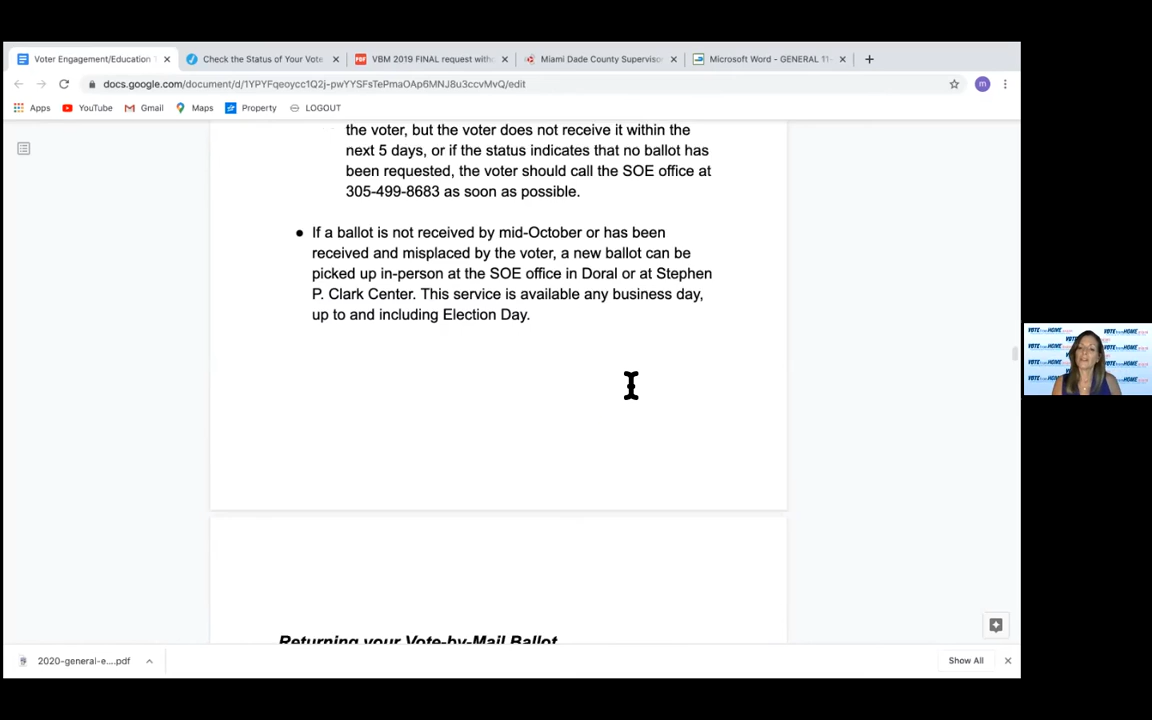 Voter Engagement/Education
Check the Status of Your Vote
VBM 2019 FINAL request with
Miami Dade County Supervisor
Microsoft Word - GENERAL 11-
docs.google.com/document/d/1YPYFqeoycc1Q2j-pwYYSFsTePmaOAp6MNJ8u3ccvMvQ/edit
m
Apps
YouTube
Gmail
Maps
Property
LOGOUT
the voter, but the voter does not receive it within the
next 5 days, or if the status indicates that no ballot has
been requested, the voter should call the SOE office at
305-499-8683 as soon as possible.
● If a ballot is not received by mid-October or has been
received and misplaced by the voter, a new ballot can be
picked up in-person at the SOE office in Doral or at Stephen
P. Clark Center. This service is available any business day,
up to and including Election Day.
Returning your Vote-by-Mail Ballot
2020-general-e....pdf
Show All